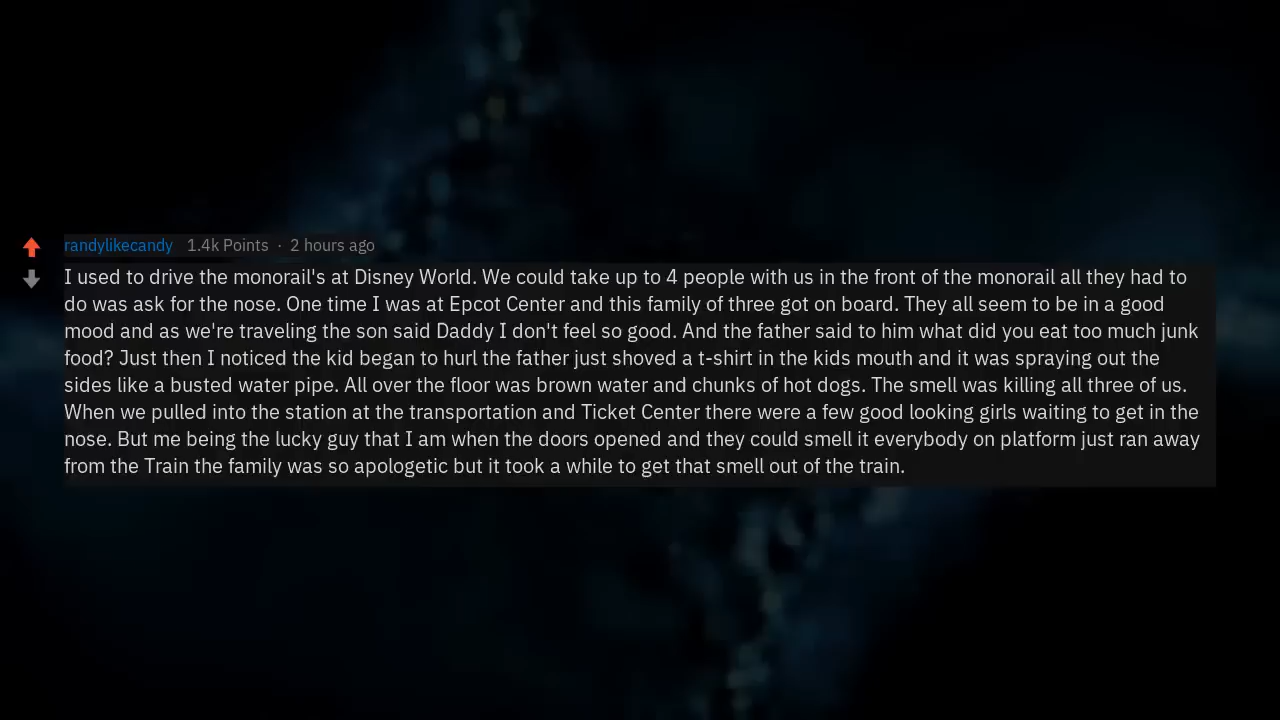 randylikecandy 1.4k Points · 2 hours ago
I used to drive the monorail's at Disney World. We could take up to 4 people with us in the front of the monorail all they had to
do was ask for the nose. One time I was at Epcot Center and this family of three got on board. They all seem to be in a good
mood and as we're traveling the son said Daddy I don't feel so good. And the father said to him what did you eat too much junk
food? Just then I noticed the kid began to hurl the father just shoved a t-shirt in the kids mouth and it was spraying out the
sides like a busted water pipe. All over the floor was brown water and chunks of hot dogs. The smell was killing all three of us.
When we pulled into the station at the transportation and Ticket Center there were a few good looking girls waiting to get in the
nose. But me being the lucky guy that I am when the doors opened and they could smell it everybody on platform just ran away
from the Train the family was so apologetic but it took a while to get that smell out of the train.